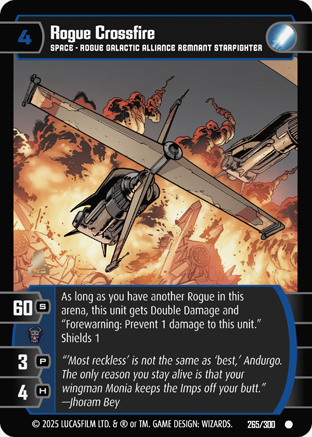 4
Rogue Crossfire
SPACE - ROGUE GALACTIC ALLIANCE REMNANT STARFIGHTER
60 S
As long as you have another Rogue in this
arena, this unit gets Double Damage and
“Forewarning: Prevent 1 damage to this unit.”
Shields 1
3 P
4 H
“‘Most reckless’ is not the same as ‘best,’ Andurgo.
The only reason you stay alive is that your
wingman Monia keeps the Imps off your butt.”
—Jhoram Bey
© 2025 LUCASFILM LTD. & ® or TM. GAME DESIGN: WIZARDS.
265/300